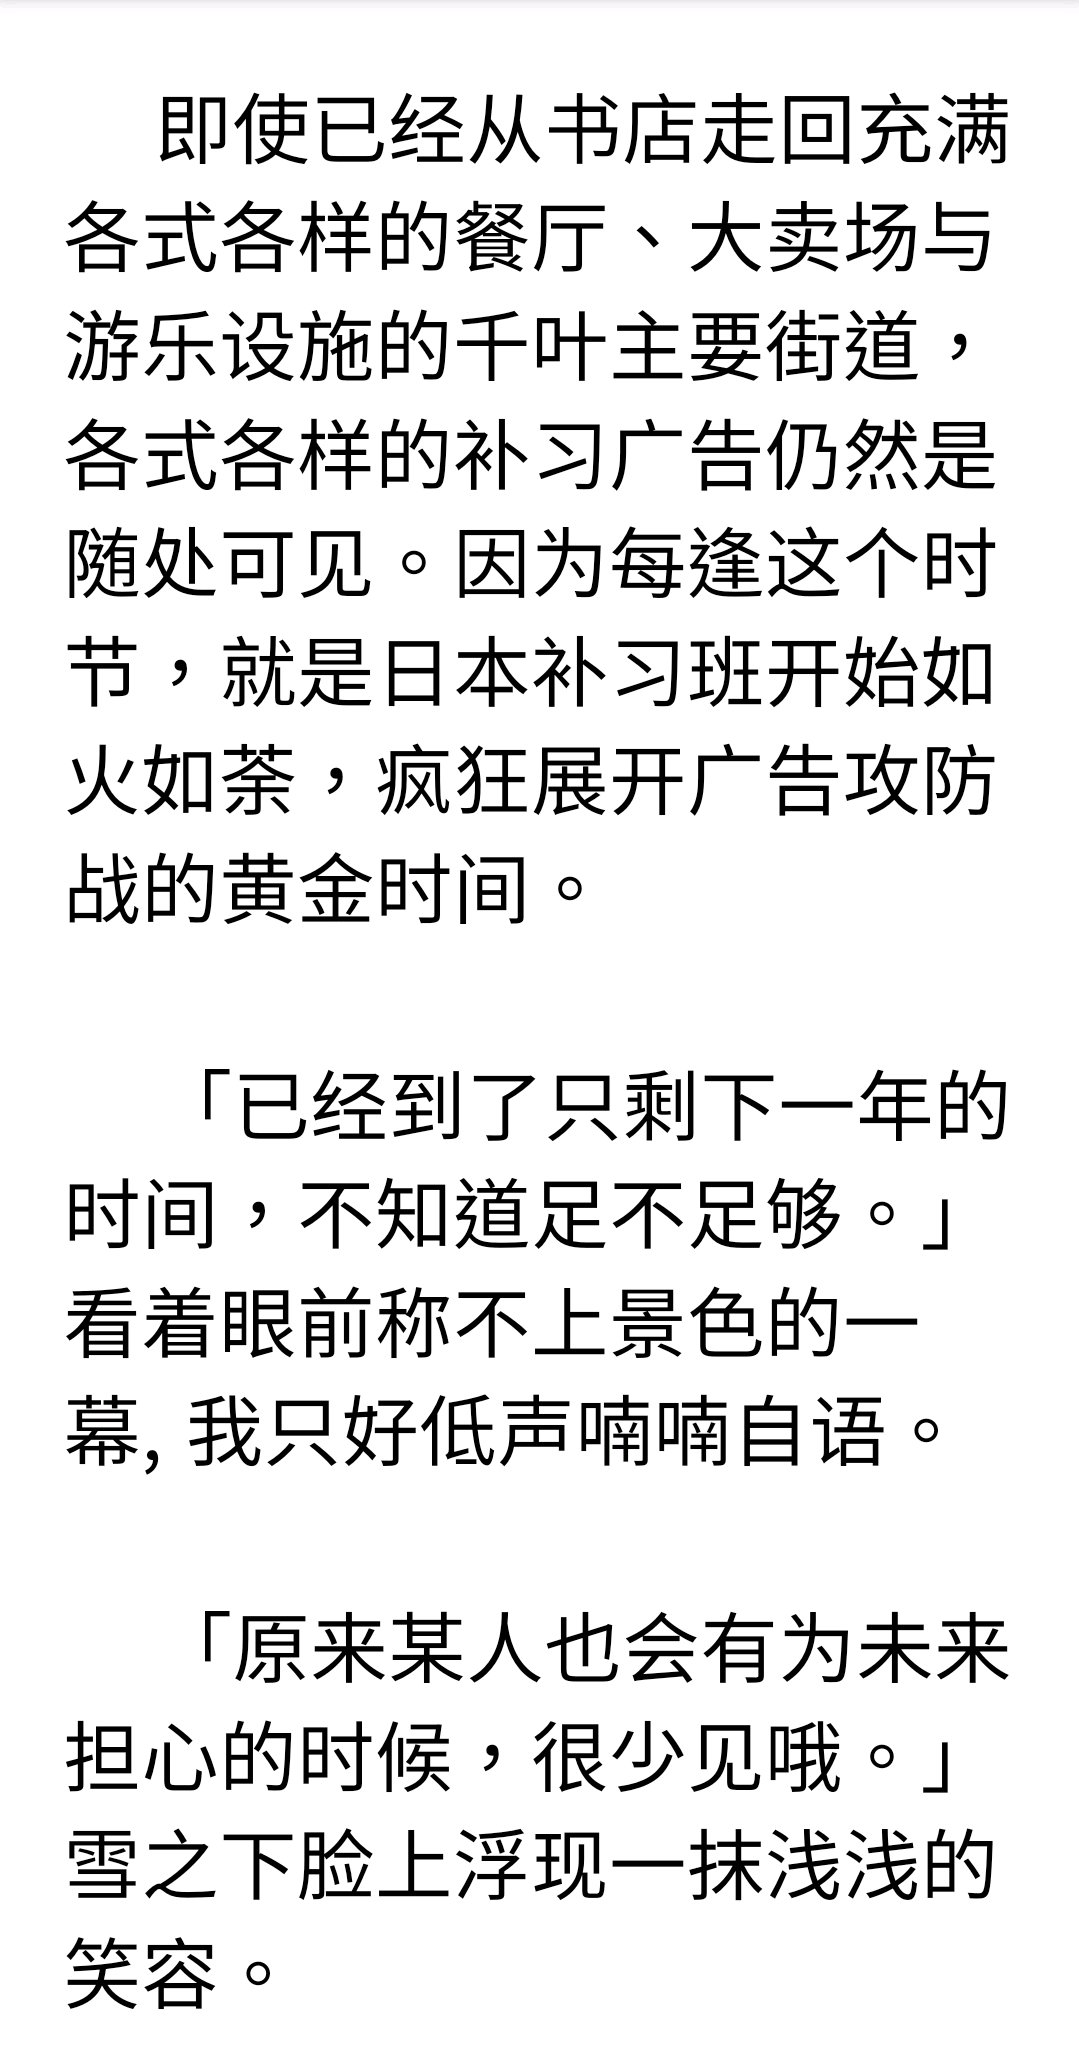 即使已经从书店走回充满
各式各样的餐厅、大卖场与
游乐设施的千叶主要街道，
各式各样的补习广告仍然是
随处可见。因为每逢这个时
节，就是日本补习班开始如
火如荼，疯狂展开广告攻防
战的黄金时间。
「已经到了只剩下一年的
时间，不知道足不足够。」
看着眼前称不上景色的一
幕, 我只好低声喃喃自语。
「原来某人也会有为未来
担心的时候，很少见哦。」
雪之下脸上浮现一抹浅浅的
笑容。